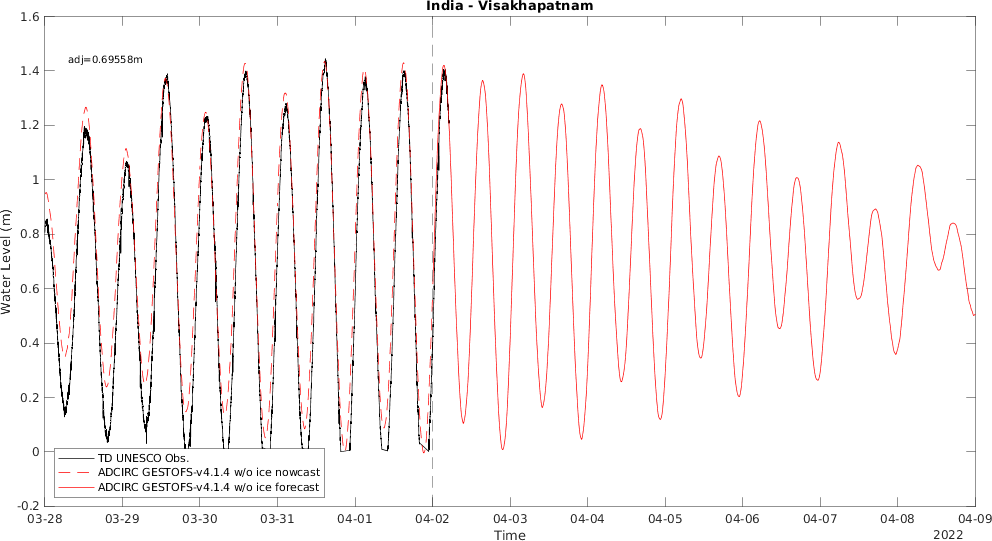 India - Visakhapatnam
adj=0.69558m
1.6
1.4
1.2
1
0.8
0.6
0.4
0.2
0
-0.2
Water Level (m)
TD UNESCO Obs.
ADCIRC GESTOFS-v4.1.4 w/o ice nowcast
ADCIRC GESTOFS-v4.1.4 w/o ice forecast
03-28 03-29 03-30 03-31 04-01 04-02 04-03 04-04 04-05 04-06 04-07 04-08 04-09
Time
2022